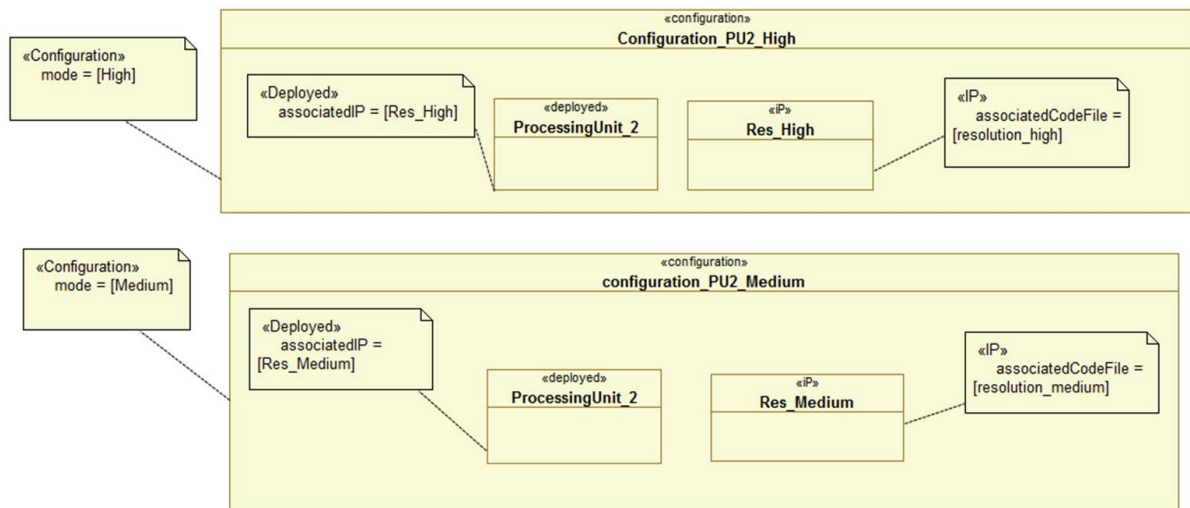 «configuration»
Configuration_PU2_High
«Configuration»
mode = [High]
«Deployed»
associatedIP = [Res_High]
«deployed»
ProcessingUnit_2
«iP»
Res_High
«IP»
associatedCodeFile =
[resolution_high]
«Configuration»
mode = [Medium]
«configuration»
configuration_PU2_Medium
«Deployed»
associatedIP =
[Res_Medium]
«deployed»
ProcessingUnit_2
«iP»
Res_Medium
«IP»
associatedCodeFile =
[resolution_medium]